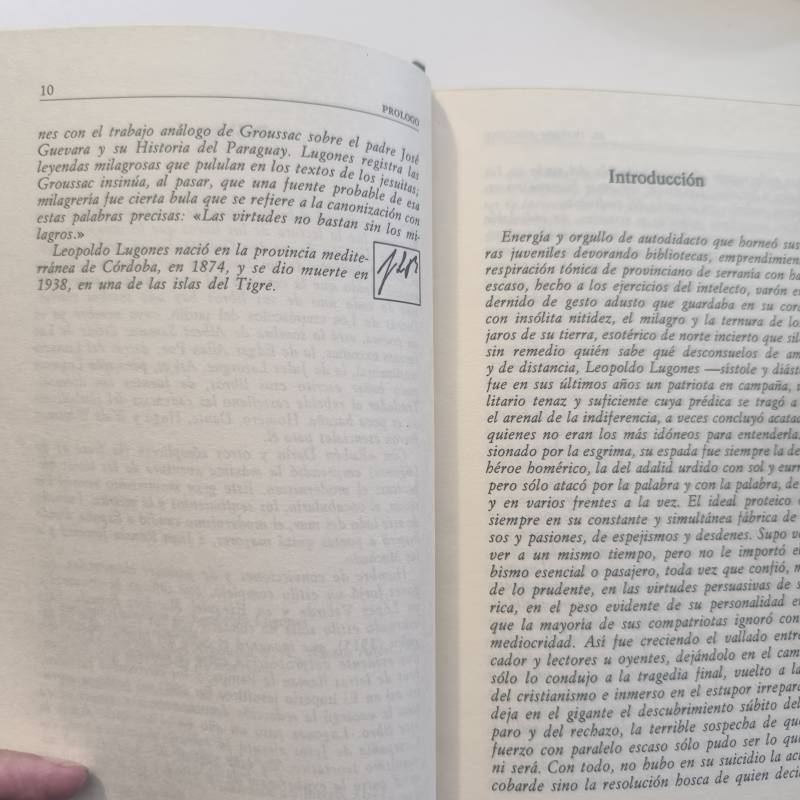 10
PROLOGO
nes con el trabajo análogo de Groussac sobre el padre José
Guevara y su Historia del Paraguay. Lugones registra las
leyendas milagrosas que pululan en los textos de los jesuitas;
Groussac insinúa, al pasar, que una fuente probable de esa
milagrería fue cierta bula que se refiere a la canonización con
estas palabras precisas: «Las virtudes no bastan sin los mi-
lagros.»
Leopoldo Lugones nació en la provincia medite-
rránea de Córdoba, en 1874, y se dio muerte en
1938, en una de las islas del Tigre.
Introducción
Energía y orgullo de autodidacto que horneó sus
ras juveniles devorando bibliotecas, emprendimien
respiración tónica de provinciano de serranía con ba
escaso, hecho a los ejercicios del intelecto, varón e
dernido de gesto adusto que guardaba en su cora
con insólita nitidez, el milagro y la ternura de lo
jaros de su tierra, esotérico de norte incierto que sil
sin remedio quién sabe qué desconsuelos de am
y de distancia, Leopoldo Lugones —sístole y diást
fue en sus últimos años un patriota en campaña,
litario tenaz y suficiente cuya prédica se tragó a
el arenal de la indiferencia, a veces concluyó acata
quienes no eran los más idóneos para entenderla.
sionado por la esgrima, su espada fue siempre la de
héroe homérico, la del adalid urdido con sol y eurr
pero sólo atacó por la palabra y con la palabra, de
y en varios frentes a la vez. El ideal proteico
siempre en su constante y simultánea fábrica de
sos y pasiones, de espejismos y desdenes. Supo v
ver a un mismo tiempo, pero no le importó el
bismo esencial o pasajero, toda vez que confió, m
de lo prudente, en las virtudes persuasivas de s
rica, en el peso evidente de su personalidad e
que la mayoría de sus compatriotas ignoró con
mediocridad. Así fue creciendo el vallado entre
cador y lectores u oyentes, dejándolo en el cam
sólo lo condujo a la tragedia final, vuelto a la
del cristianismo e inmerso en el estupor irrepara
deja en el gigante el descubrimiento súbito del
paro y del rechazo, la terrible sospecha de que
fuerzo con paralelo escaso sólo pudo ser lo que
ni será. Con todo, no hubo en su suicidio la ac
cobarde sino la resolución hosca de quien deci